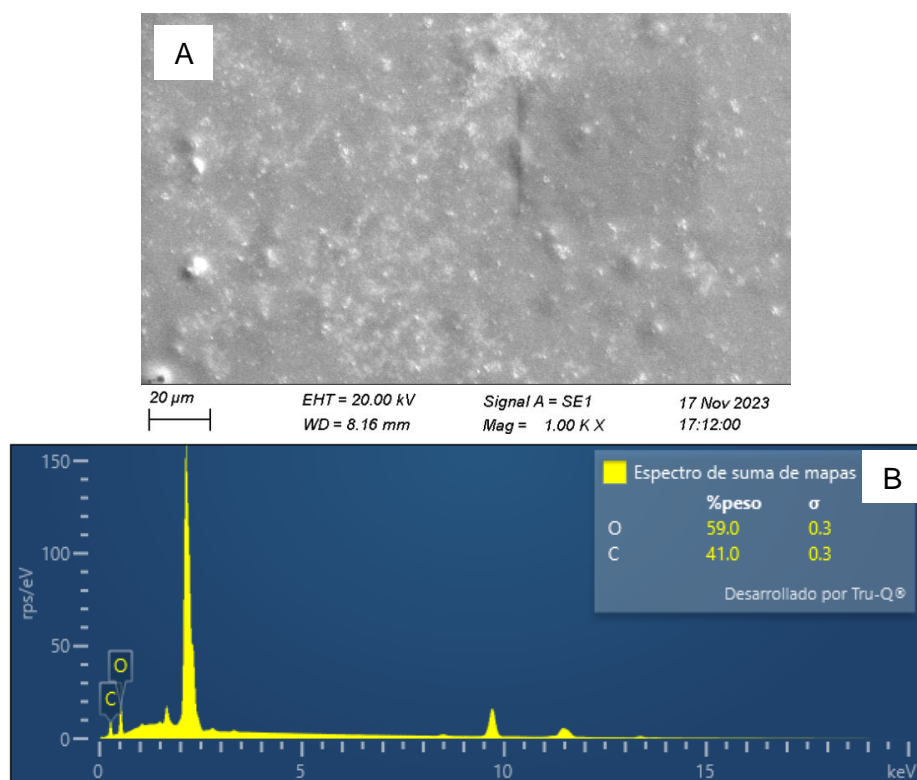 A
20 µm
EHT = 20.00 kV Signal A = SE1 17 Nov 2023
WD = 8.16 mm Mag = 1.00 K X 17:12:00
B
Espectro de suma de mapas
%peso σ
O 59.0 0.3
C 41.0 0.3
Desarrollado por Tru-Q®
rps/eV
150
100
50
0
O
C
0 5 10 15 keV